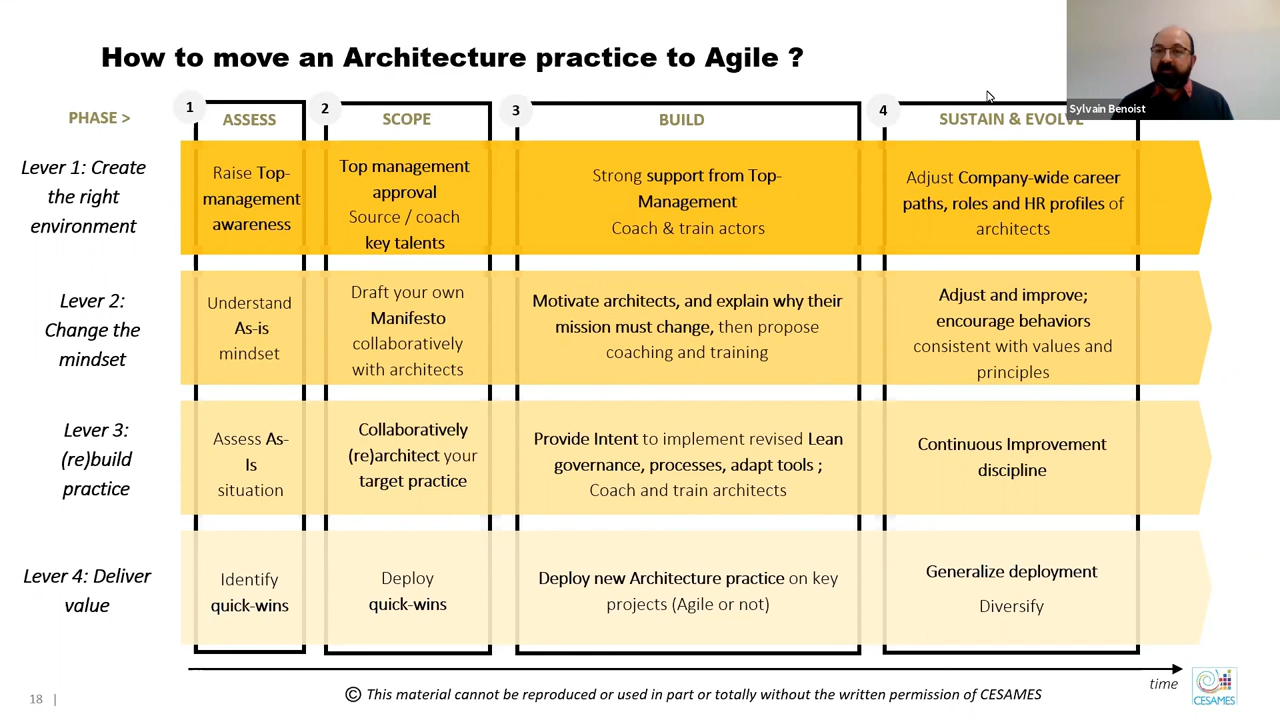 How to move an Architecture practice to Agile ?
Sylvain Benoist
PHASE >
1
ASSESS
2
SCOPE
3
BUILD
4
SUSTAIN & EVOLVE
Lever 1: Create
the right
environment
Raise Top-
management
awareness
Top management
approval
Source / coach
key talents
Strong support from Top-
Management
Coach & train actors
Adjust Company-wide career
paths, roles and HR profiles of
architects
Lever 2:
Change the
mindset
Understand
As-is
mindset
Draft your own
Manifesto
collaboratively
with architects
Motivate architects, and explain why their
mission must change, then propose
coaching and training
Adjust and improve;
encourage behaviors
consistent with values and
principles
Lever 3:
(re)build
practice
Assess As-
Is
situation
Collaboratively
(re)architect your
target practice
Provide Intent to implement revised Lean
governance, processes, adapt tools ;
Coach and train architects
Continuous Improvement
discipline
Lever 4: Deliver
value
Identify
quick-wins
Deploy
quick-wins
Deploy new Architecture practice on key
projects (Agile or not)
Generalize deployment
Diversify
time
18 |
© This material cannot be reproduced or used in part or totally without the written permission of CESAMES
CESAMES